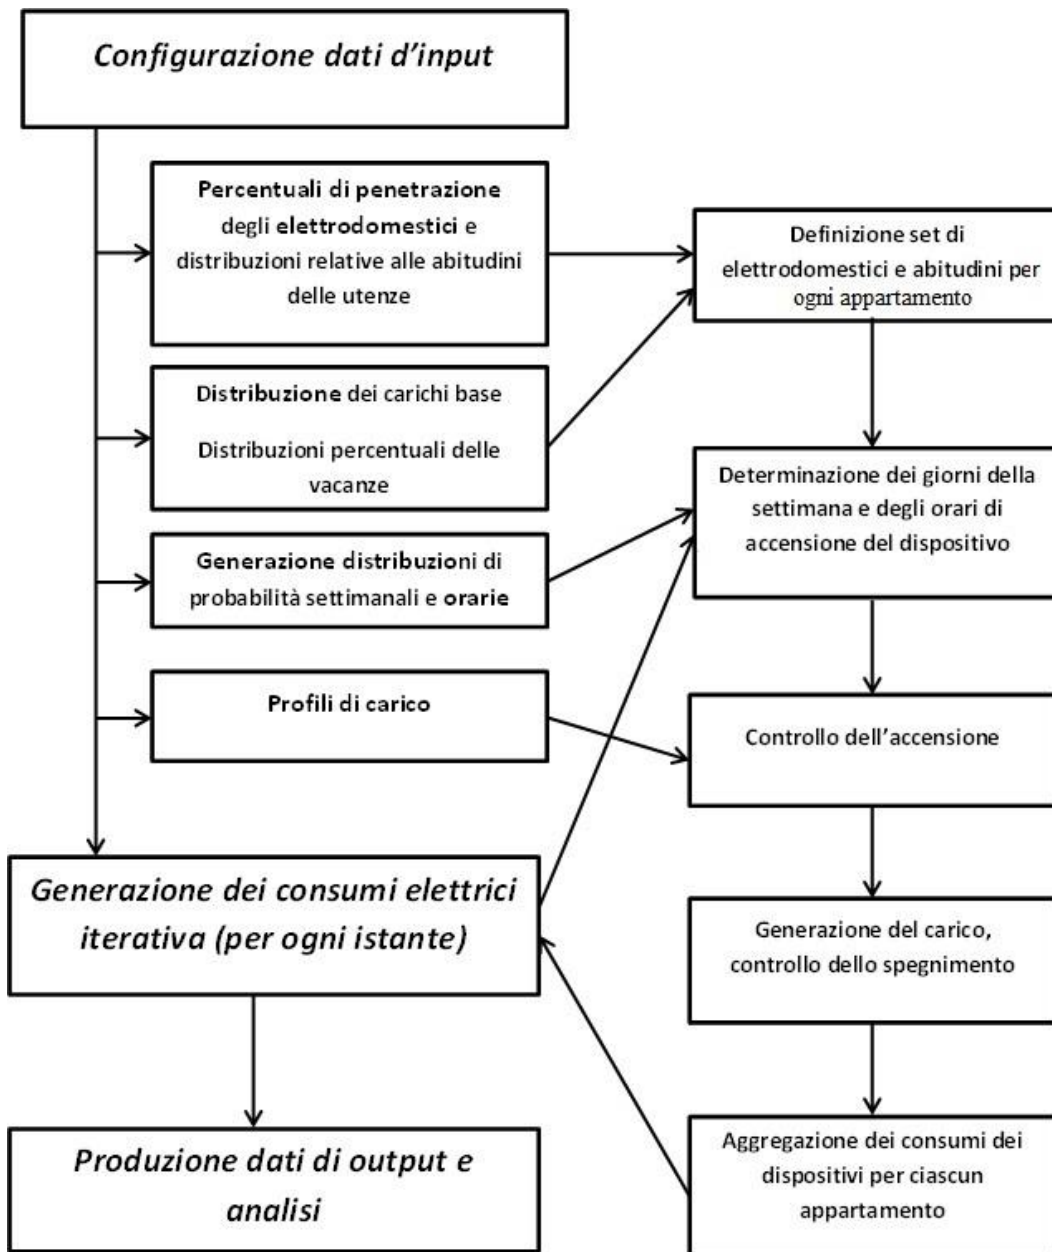 Configurazione dati d'input
Percentuali di penetrazione
degli elettrodomestici e
distribuzioni relative alle abitudini
delle utenze
Definizione set di
elettrodomestici e abitudini per
ogni appartamento
Distribuzione dei carichi base
Distribuzioni percentuali delle
vacanze
Determinazione dei giorni della
settimana e degli orari di
accensione del dispositivo
Generazione distribuzioni di
probabilità settimanali e orarie
Profili di carico
Controllo dell'accensione
Generazione dei consumi elettrici
iterativa (per ogni istante)
Generazione del carico,
controllo dello spegnimento
Aggregazione dei consumi dei
dispositivi per ciascun
appartamento
Produzione dati di output e
analisi